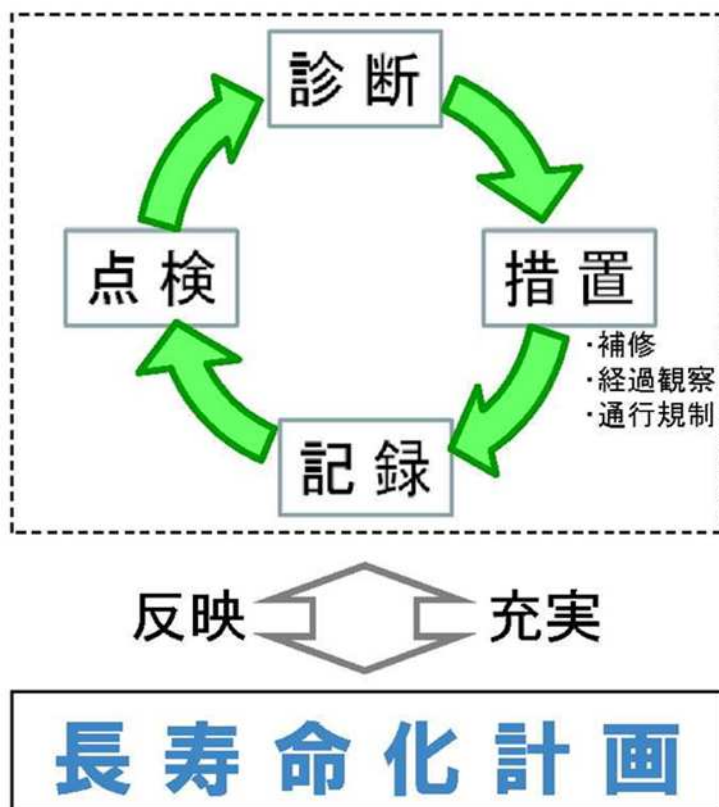 診断
点検
措置
・補修
・経過観察
・通行規制
記録
反映
充実
長寿命化計画